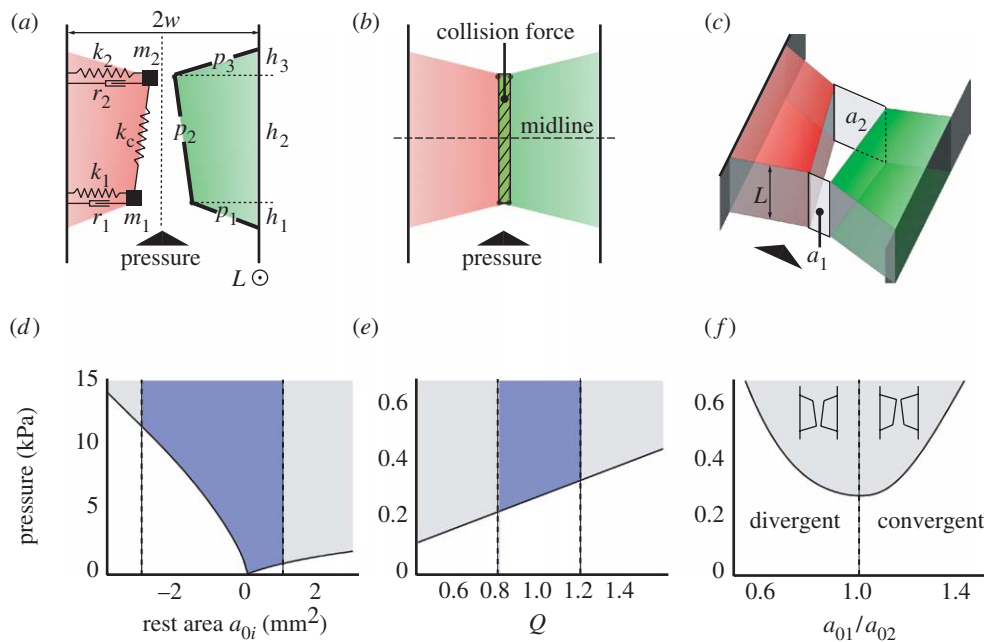 (a)
2w
k2
m2
r2
kc
k1
r1
m1
p3
p2
p1
h3
h2
h1
pressure
L ⊙
(b)
collision force
midline
pressure
(c)
a2
L
a1
(d)
pressure (kPa)
15
10
5
0
−2 0 2
rest area a0i (mm2)
(e)
0.6
0.4
0.2
0
0.6 0.8 1.0 1.2 1.4
Q
(f)
0.6
0.4
0.2
0
divergent convergent
0.6 1.0 1.4
a01/a02